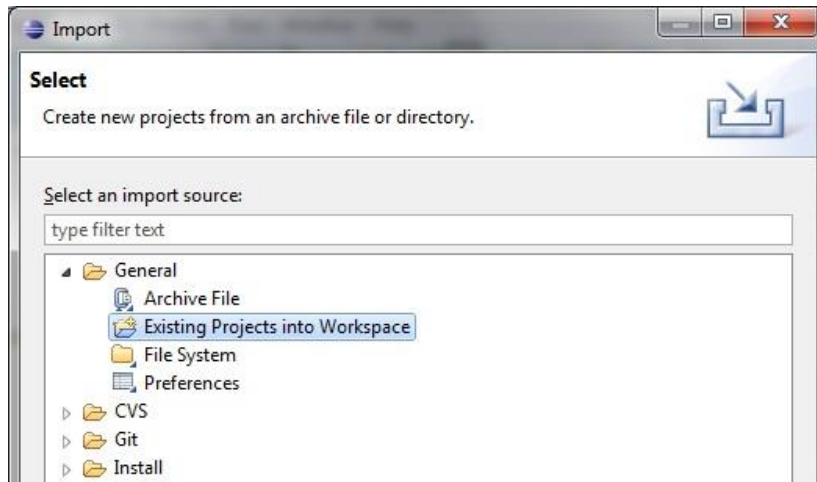 Import
Select
Create new projects from an archive file or directory.
Select an import source:
type filter text
General
Archive File
Existing Projects into Workspace
File System
Preferences
CVS
Git
Install